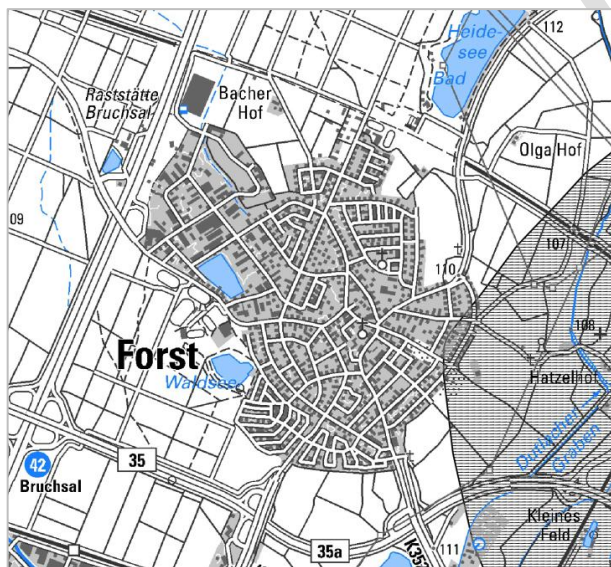 Heide-
see
112
Bad
Raststätte
Bruchsal
Bacher
Hof
Olga Hof
09
107
110
108
Forst
Waldsee
Hatzelhof
Duttlacher
Graben
42
Bruchsal
35
Kleines
Feld
35a
111